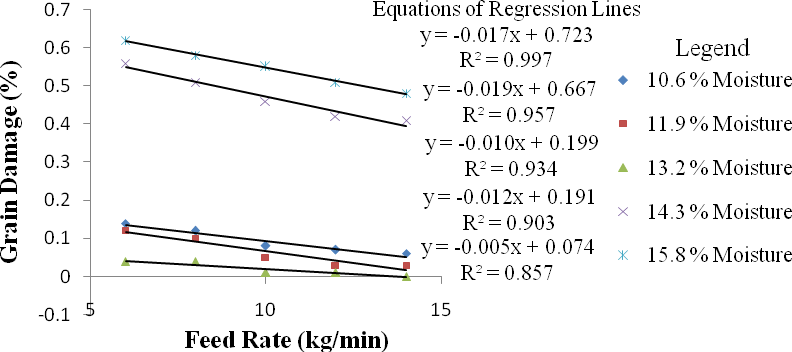 Equations of Regression Lines
y = -0.017x + 0.723
R² = 0.997
y = -0.019x + 0.667
R² = 0.957
y = -0.010x + 0.199
R² = 0.934
y = -0.012x + 0.191
R² = 0.903
y = -0.005x + 0.074
R² = 0.857
Legend
10.6 % Moisture
11.9 % Moisture
13.2 % Moisture
14.3 % Moisture
15.8 % Moisture
Grain Damage (%)
0.7
0.6
0.5
0.4
0.3
0.2
0.1
0
-0.1
5
10
15
Feed Rate (kg/min)